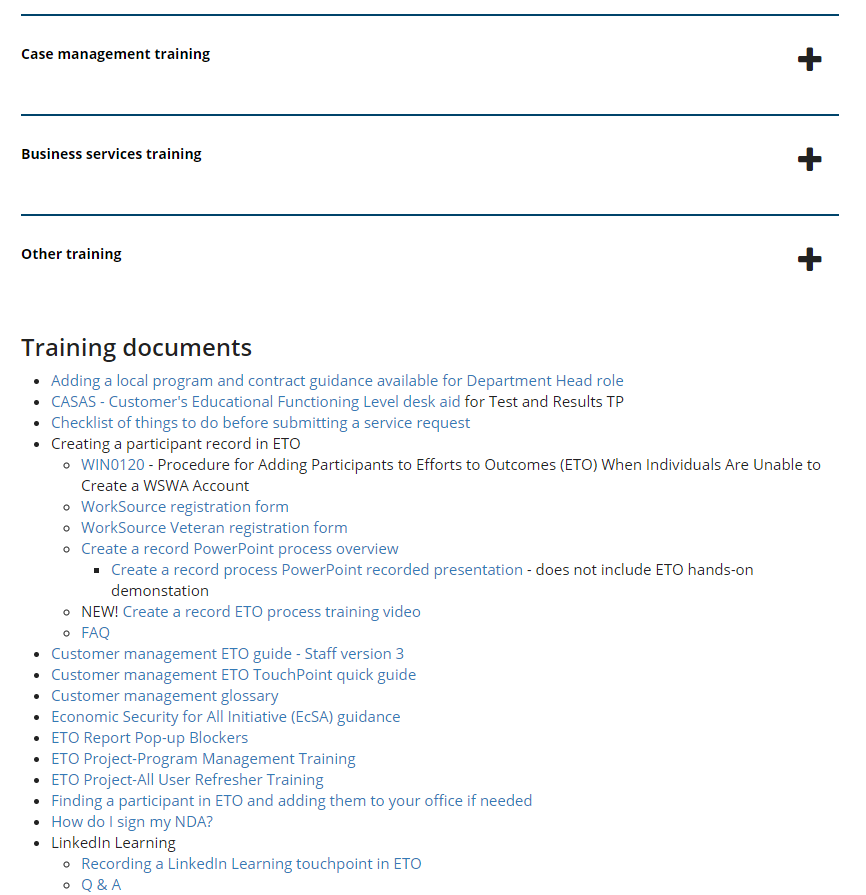 Case management training
Business services training
Other training
Training documents
Adding a local program and contract guidance available for Department Head role
CASAS - Customer's Educational Functioning Level desk aid for Test and Results TP
Checklist of things to do before submitting a service request
Creating a participant record in ETO
WIN0120 - Procedure for Adding Participants to Efforts to Outcomes (ETO) When Individuals Are Unable to
Create a WSWA Account
WorkSource registration form
WorkSource Veteran registration form
Create a record PowerPoint process overview
Create a record process PowerPoint recorded presentation - does not include ETO hands-on
demonstation
NEW! Create a record ETO process training video
FAQ
Customer management ETO guide - Staff version 3
Customer management ETO TouchPoint quick guide
Customer management glossary
Economic Security for All Initiative (EcSA) guidance
ETO Report Pop-up Blockers
ETO Project-Program Management Training
ETO Project-All User Refresher Training
Finding a participant in ETO and adding them to your office if needed
How do I sign my NDA?
LinkedIn Learning
Recording a LinkedIn Learning touchpoint in ETO
Q & A